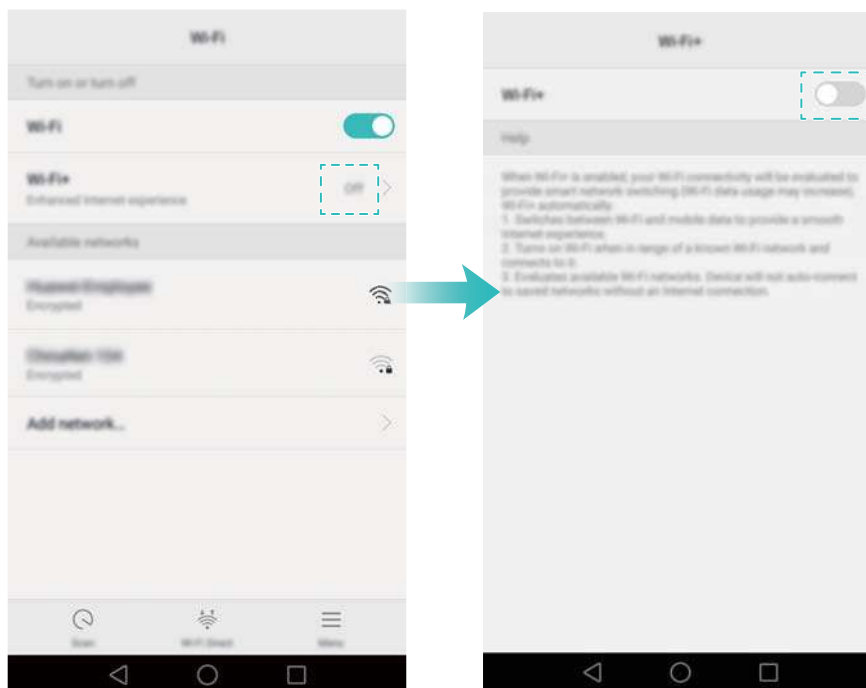 Wi-Fi
Turn on or turn off
Wi-Fi
Wi-Fi+
Enhanced Internet experience
Off
Available networks
Huawei-Employee
Encrypted
ChinaNet-104
Encrypted
Add network...
Scan
Wi-Fi Direct
Menu
Wi-Fi+
Wi-Fi+
Help
When Wi-Fi+ is enabled, your Wi-Fi connectivity will be evaluated to
provide smart network switching (Wi-Fi data usage may increase).
Wi-Fi+ automatically:
1. Switches between Wi-Fi and mobile data to provide a smooth
Internet experience.
2. Turns on Wi-Fi when in range of a known Wi-Fi network and
connects to it.
3. Evaluates available Wi-Fi networks. Device will not auto-connect
to saved networks without an Internet connection.